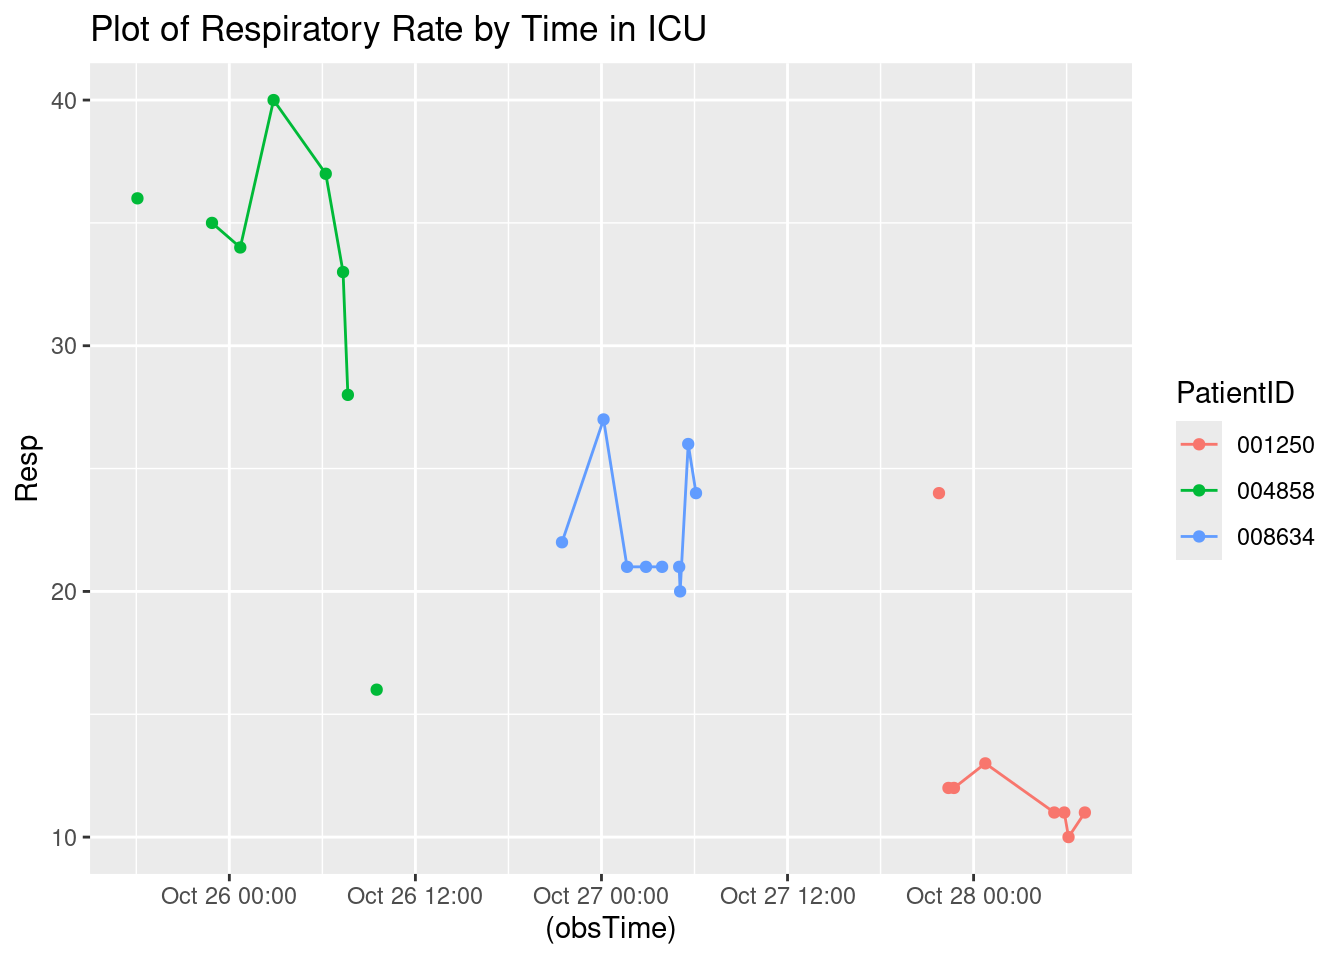 Plot of Respiratory Rate by Time in ICU
40
30
20
10
Resp
Oct 26 00:00 Oct 26 12:00 Oct 27 00:00 Oct 27 12:00 Oct 28 00:00
(obsTime)
PatientID
001250
004858
008634